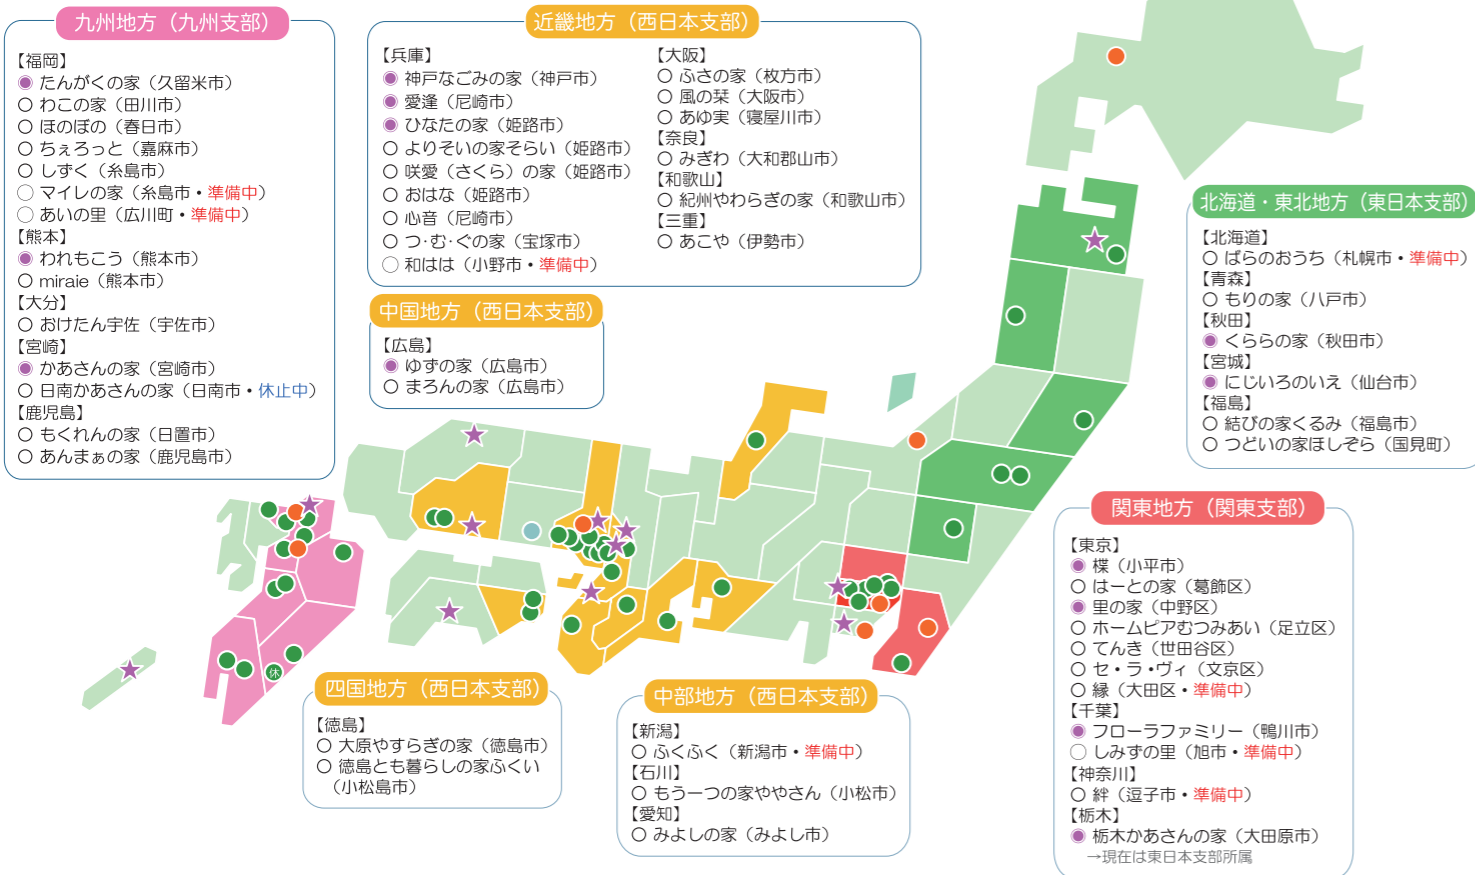 九州地方（九州支部）
【福岡】
◉ たんがくの家（久留米市）
○ わこの家（田川市）
○ ほのぼの（春日市）
○ ちぇろっと（嘉麻市）
○ しずく（糸島市）
○ マイレの家（糸島市・準備中）
○ あいの里（広川町・準備中）
【熊本】
◉ われもこう（熊本市）
○ miraie（熊本市）
【大分】
○ おけたん宇佐（宇佐市）
【宮崎】
◉ かあさんの家（宮崎市）
○ 日南かあさんの家（日南市・休止中）
【鹿児島】
○ もくれんの家（日置市）
○ あんまぁの家（鹿児島市）
近畿地方（西日本支部）
【兵庫】
◉ 神戸なごみの家（神戸市）
◉ 愛逢（尼崎市）
◉ ひなたの家（姫路市）
○ よりそいの家そらい（姫路市）
○ 咲愛（さくら）の家（姫路市）
○ おはな（姫路市）
○ 心音（尼崎市）
○ つ・む・ぐの家（宝塚市）
○ 和はは（小野市・準備中）
【大阪】
○ ふさの家（枚方市）
○ 風の栞（大阪市）
○ あゆ実（寝屋川市）
【奈良】
○ みぎわ（大和郡山市）
【和歌山】
○ 紀州やわらぎの家（和歌山市）
【三重】
○ あこや（伊勢市）
中国地方（西日本支部）
【広島】
◉ ゆずの家（広島市）
○ まろんの家（広島市）
北海道・東北地方（東日本支部）
【北海道】
○ ばらのおうち（札幌市・準備中）
【青森】
○ もりの家（八戸市）
【秋田】
◉ くららの家（秋田市）
【宮城】
◉ にじいろのいえ（仙台市）
【福島】
○ 結びの家くるみ（福島市）
○ つどいの家ほしぞら（国見町）
関東地方（関東支部）
【東京】
◉ 楪（小平市）
○ はーとの家（葛飾区）
◉ 里の家（中野区）
○ ホームピアむつみあい（足立区）
○ てんき（世田谷区）
○ セ・ラ・ヴィ（文京区）
○ 縁（大田区・準備中）
【千葉】
◉ フローラファミリー（鴨川市）
○ しみずの里（旭市・準備中）
【神奈川】
○ 絆（逗子市・準備中）
【栃木】
◉ 栃木かあさんの家（大田原市）
→現在は東日本支部所属
休
四国地方（西日本支部）
【徳島】
○ 大原やすらぎの家（徳島市）
○ 徳島とも暮らしの家ふくい
（小松島市）
中部地方（西日本支部）
【新潟】
○ ふくふく（新潟市・準備中）
【石川】
○ もう一つの家ややさん（小松市）
【愛知】
○ みよしの家（みよし市）